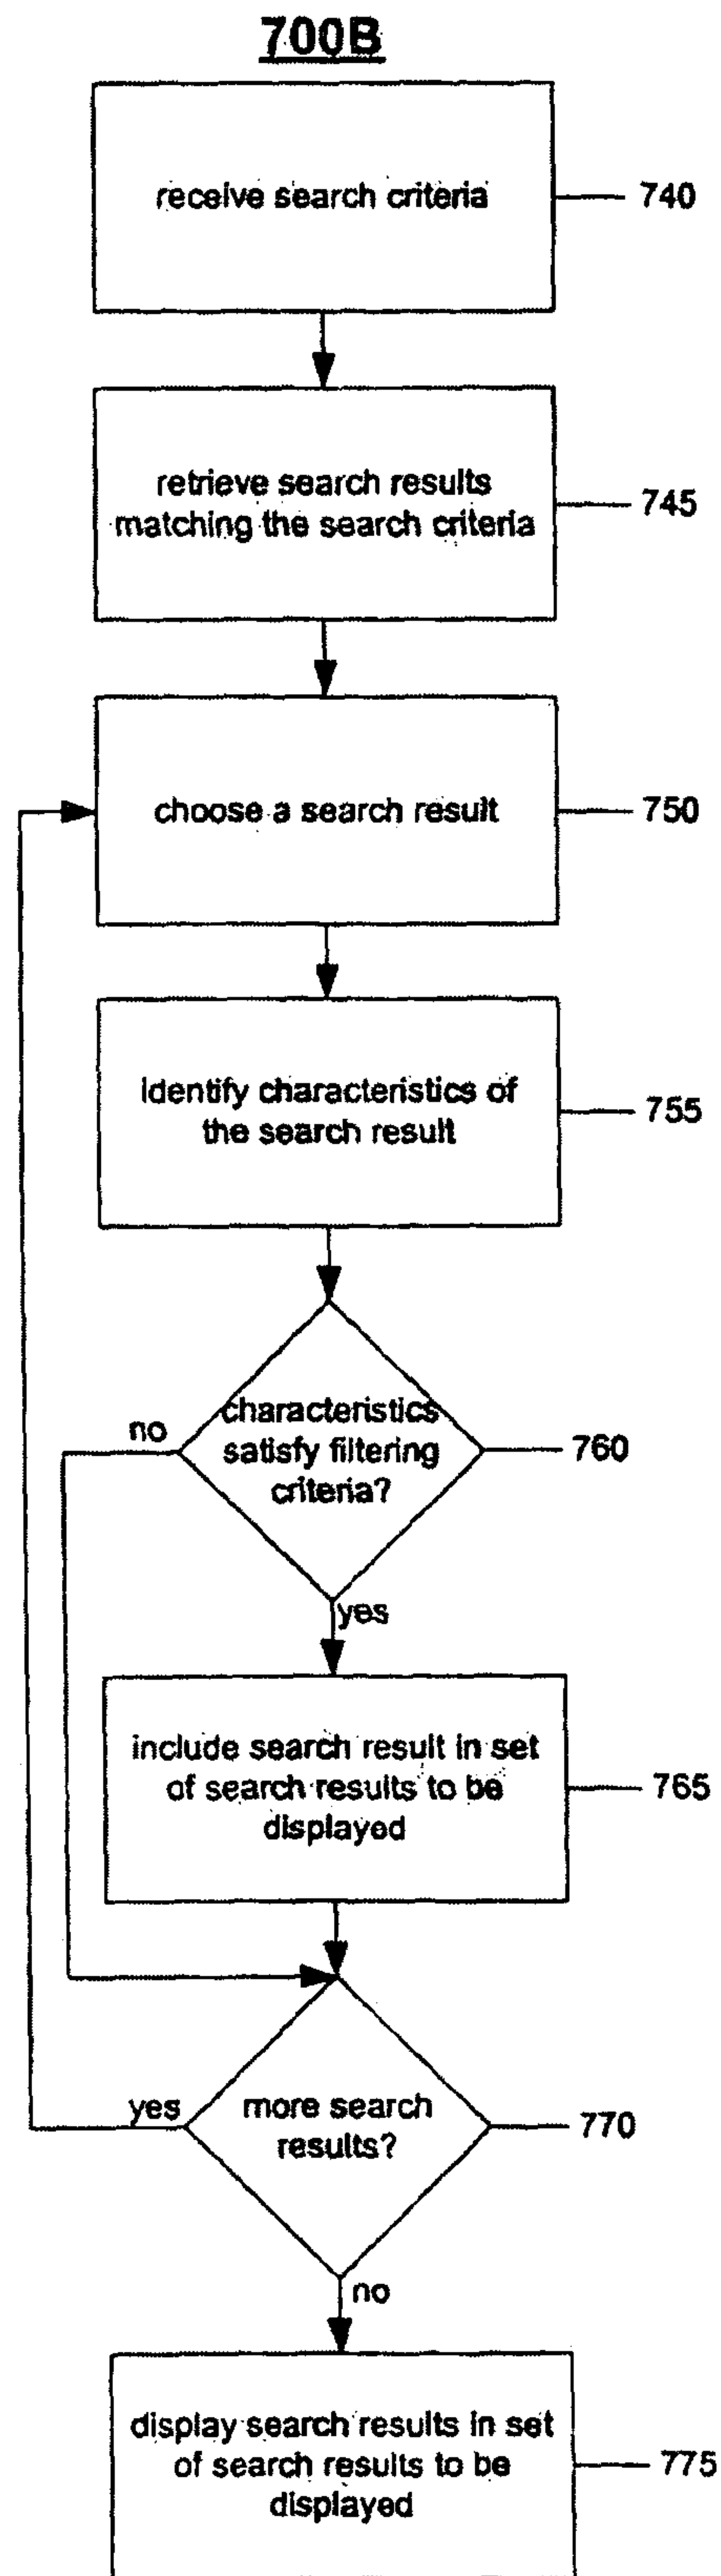 700B
receive search criteria
740
retrieve search results
matching the search criteria
745
choose a search result
750
identify characteristics of
the search result
755
characteristics
satisfy filtering
criteria?
no
760
yes
include search result in set
of search results to be
displayed
765
yes
more search
results?
770
no
display search results in set
of search results to be
displayed
775